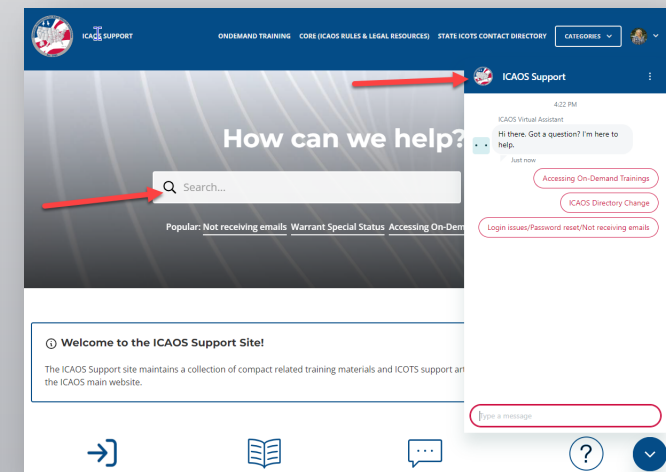 ICAOS SUPPORT
ONDEMAND TRAINING CORE (ICAOS RULES & LEGAL RESOURCES) STATE ICOTS CONTACT DIRECTORY CATEGORIES
ICAOS Support
4:22 PM
ICAOS Virtual Assistant
Hi there. Got a question? I'm here to
help.
Just now
Accessing On-Demand Trainings
ICAOS Directory Change
Login issues/Password reset/Not receiving emails
Type a message
How can we help?
Search...
Popular: Not receiving emails Warrant Special Status Accessing On-Dem
Welcome to the ICAOS Support Site!
The ICAOS Support site maintains a collection of compact related training materials and ICOTS support art
the ICAOS main website.